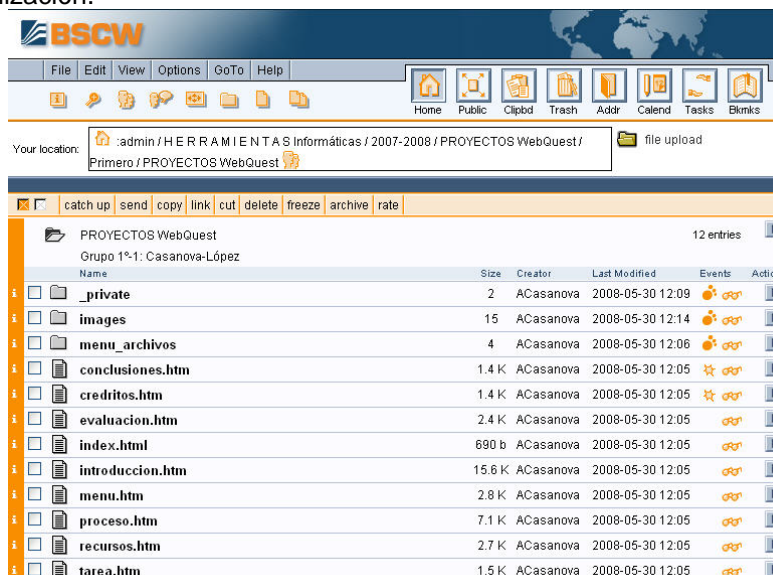 lización.
BSCW
File Edit View Options GoTo Help
Home Public Clipbd Trash Addr Calend Tasks Bkmks
Your location: :admin / H E R R A M I E N T A S Informáticas / 2007-2008 / PROYECTOS WebQuest /
Primero / PROYECTOS WebQuest
file upload
catch up send copy link cut delete freeze archive rate
PROYECTOS WebQuest 12 entries
Grupo 1º-1: Casanova-López
Name Size Creator Last Modified Events Actio
_private 2 ACasanova 2008-05-30 12:09
images 15 ACasanova 2008-05-30 12:14
menu_archivos 4 ACasanova 2008-05-30 12:06
conclusiones.htm 1.4 K ACasanova 2008-05-30 12:05
credritos.htm 1.4 K ACasanova 2008-05-30 12:05
evaluacion.htm 2.4 K ACasanova 2008-05-30 12:05
index.html 690 b ACasanova 2008-05-30 12:05
introduccion.htm 15.6 K ACasanova 2008-05-30 12:05
menu.htm 2.8 K ACasanova 2008-05-30 12:05
proceso.htm 7.1 K ACasanova 2008-05-30 12:05
recursos.htm 2.7 K ACasanova 2008-05-30 12:05
tarea.htm 1.5 K ACasanova 2008-05-30 12:05